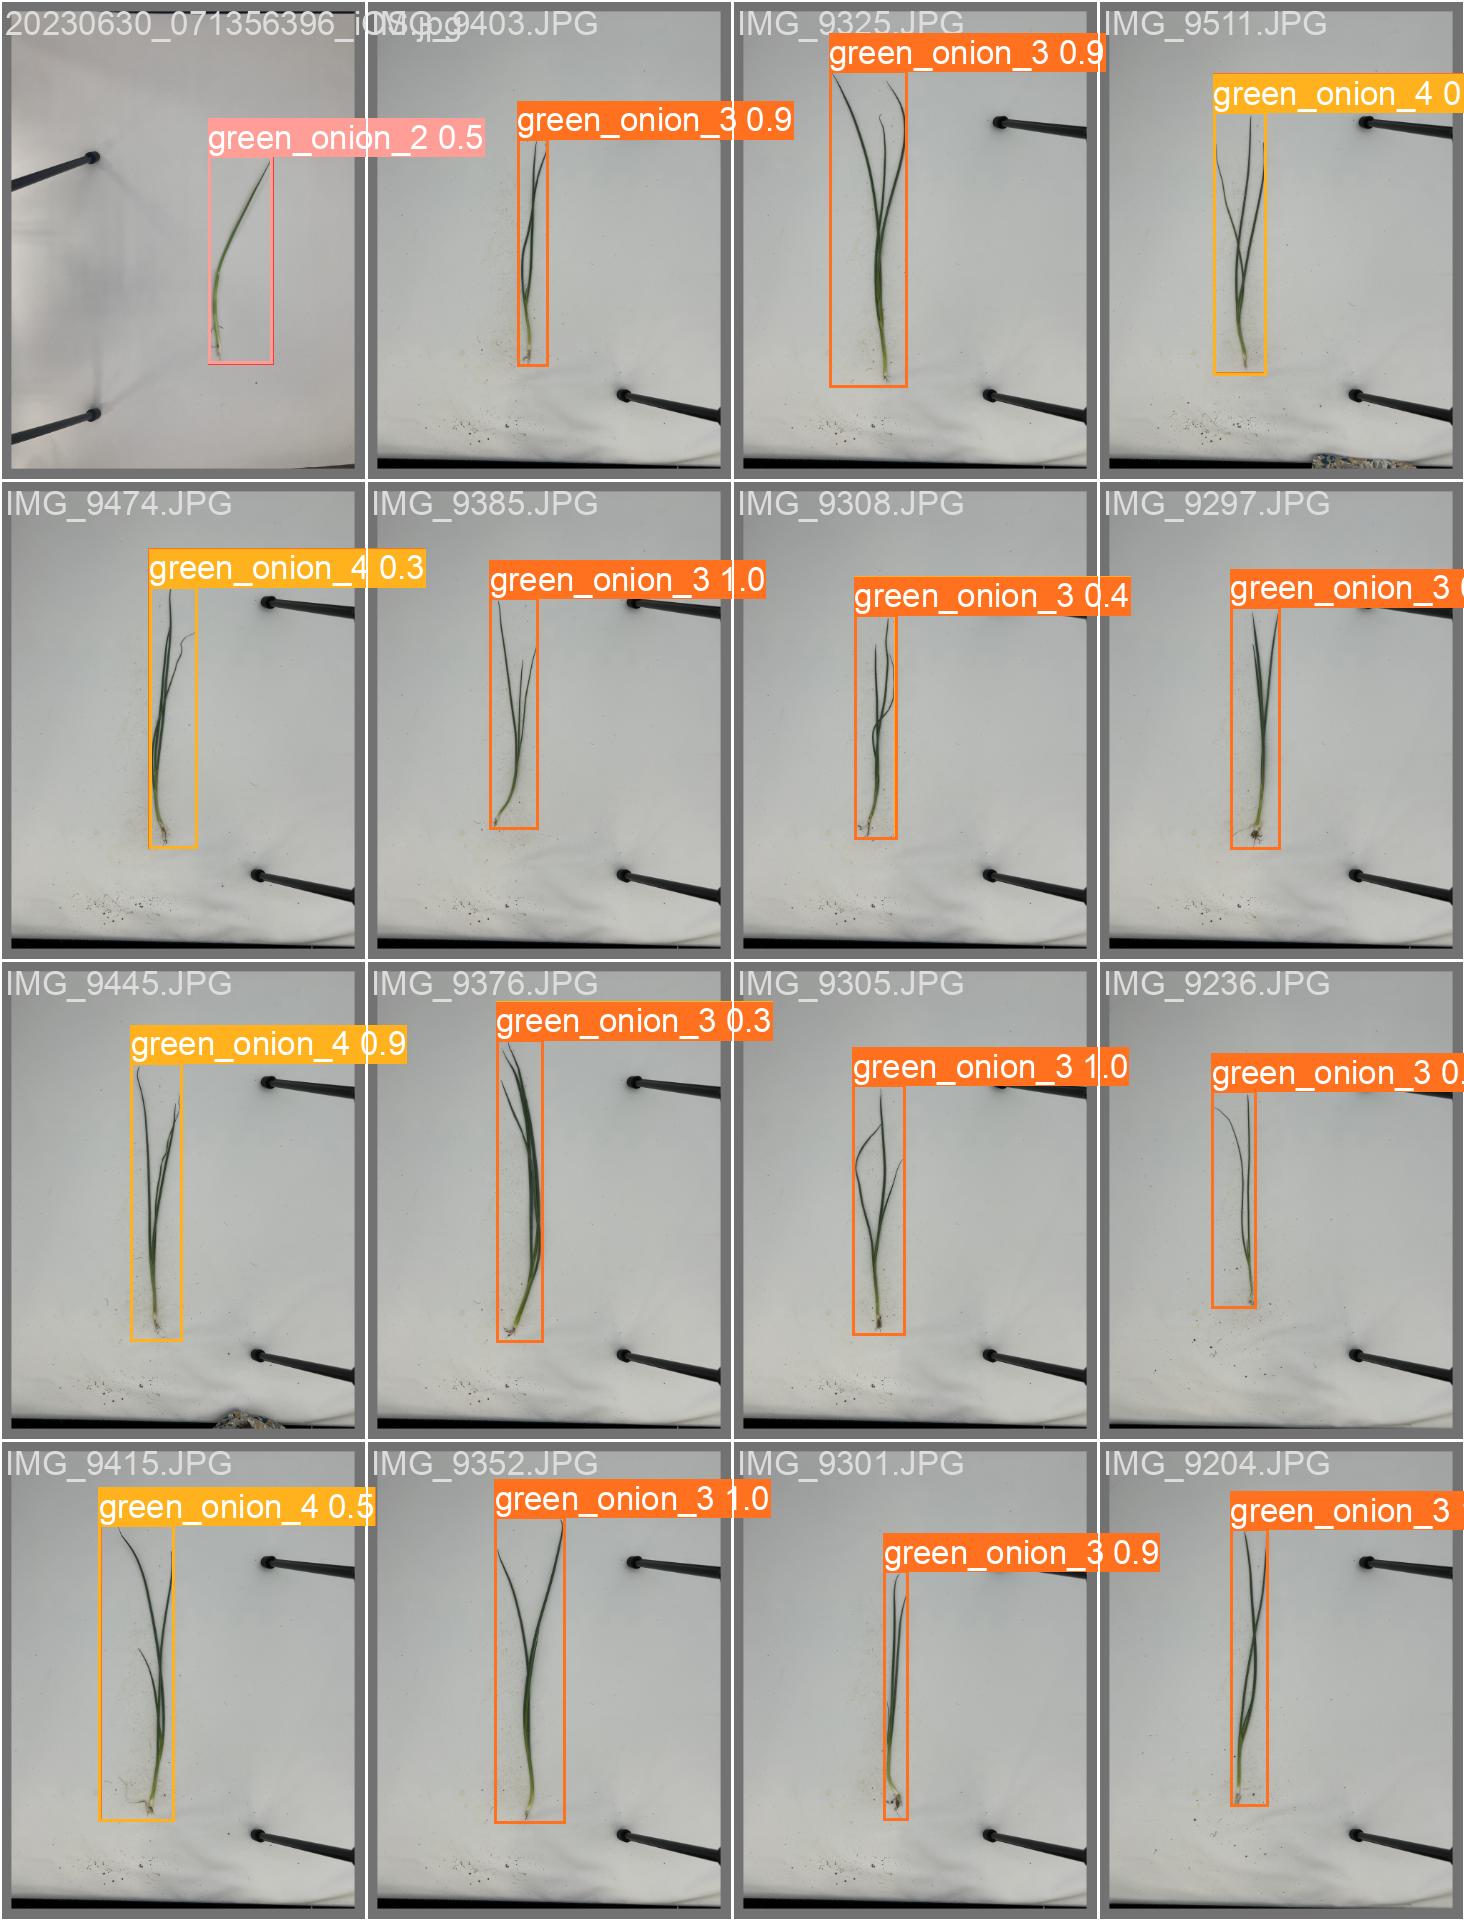 20230630_071356396_iOS.jpg
IMG_9403.JPG
IMG_9325.JPG
IMG_9511.JPG
green_onion_2 0.5
green_onion_3 0.9
green_onion_3 0.9
green_onion_4 0
IMG_9474.JPG
IMG_9385.JPG
IMG_9308.JPG
IMG_9297.JPG
green_onion_4 0.3
green_onion_3 1.0
green_onion_3 0.4
green_onion_3
IMG_9445.JPG
IMG_9376.JPG
IMG_9305.JPG
IMG_9236.JPG
green_onion_4 0.9
green_onion_3 0.3
green_onion_3 1.0
green_onion_3 0.
IMG_9415.JPG
IMG_9352.JPG
IMG_9301.JPG
IMG_9204.JPG
green_onion_4 0.5
green_onion_3 1.0
green_onion_3 0.9
green_onion_3